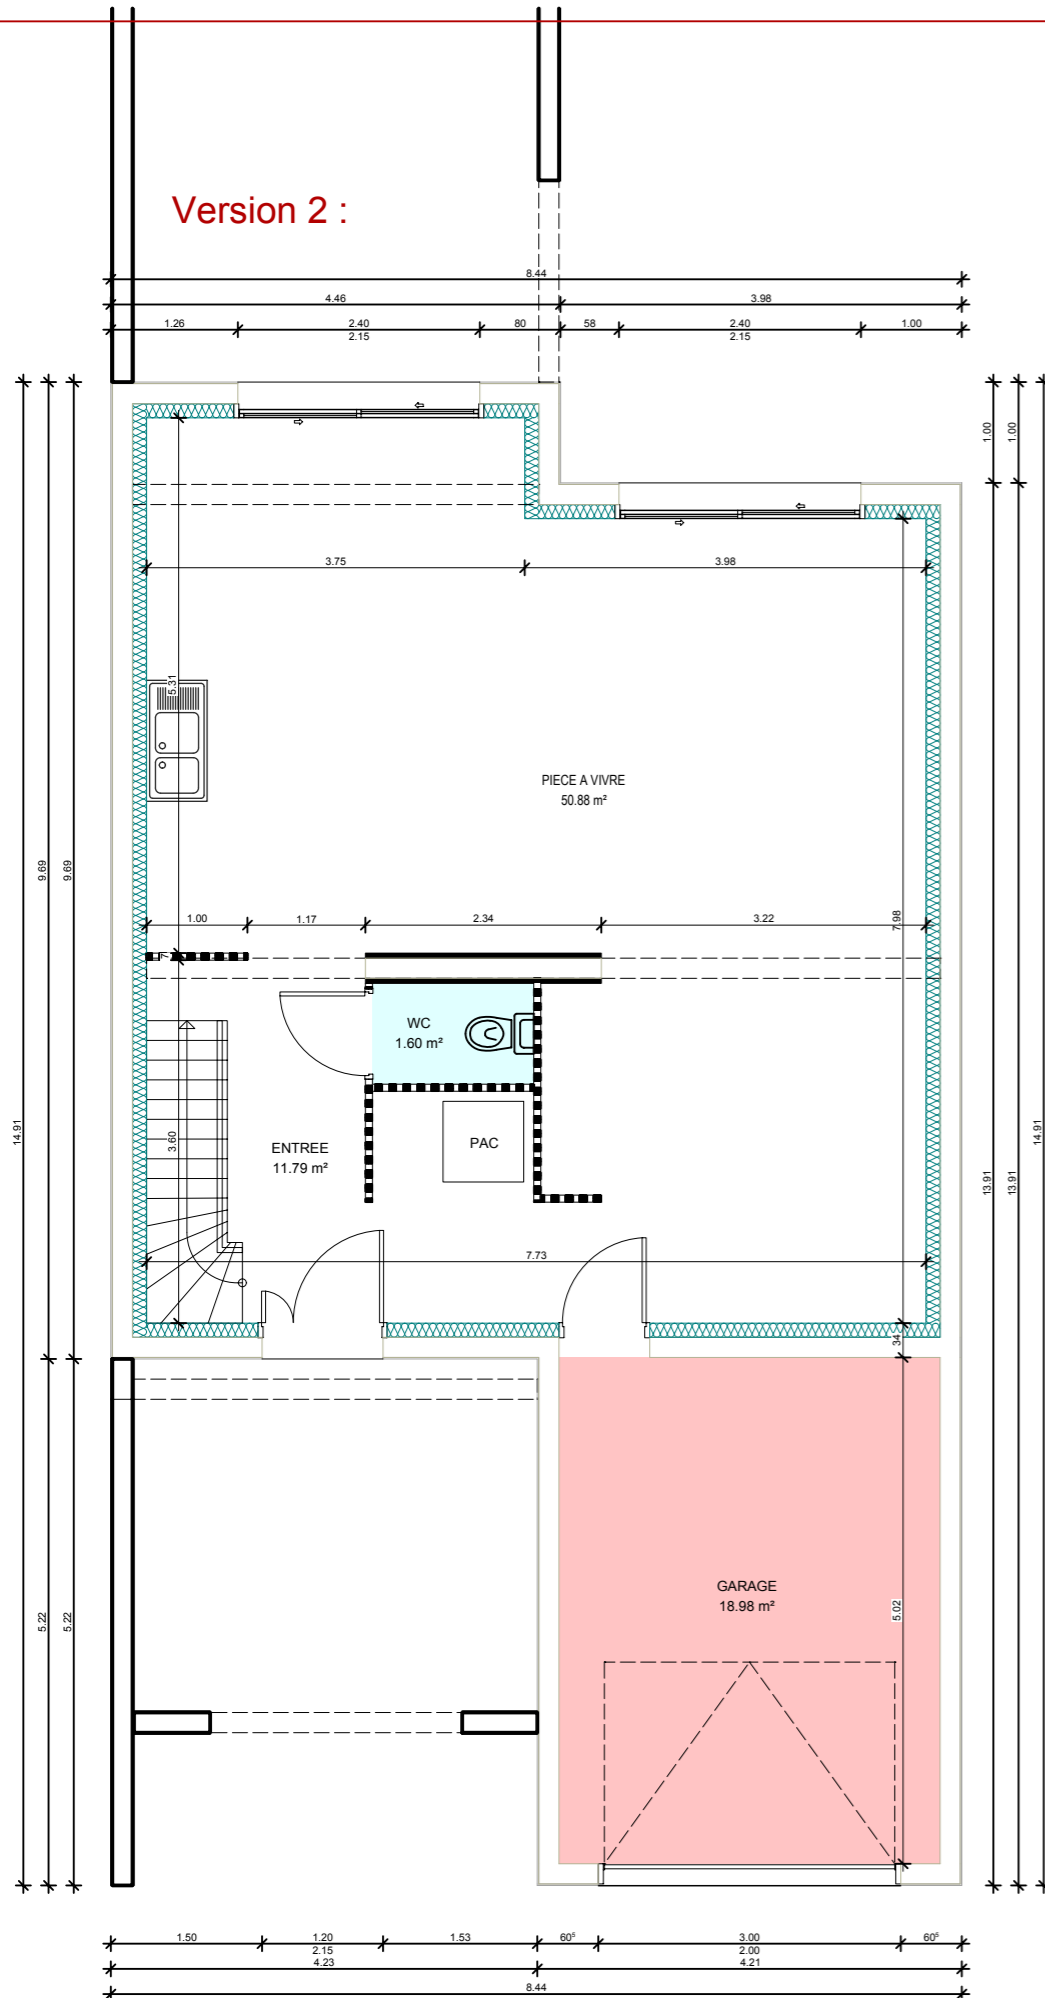 Version 2 :
8.44
4.46 3.98
1.26 2.40 80 58 2.40 1.00
2.15 2.15
1.00 1.00
3.75 3.98
5.31
PIECE A VIVRE
50.88 m²
9.69 9.69
1.00 1.17 2.34 3.22
7.98
7
WC
1.60 m²
14.91
3.60
ENTREE
11.79 m²
PAC
13.91 13.91
14.91
7.73
34
GARAGE
18.98 m²
5.22 5.22
5.02
1.50 1.20 1.53 60⁵ 3.00 60⁵
2.15 2.00
4.23 4.21
8.44